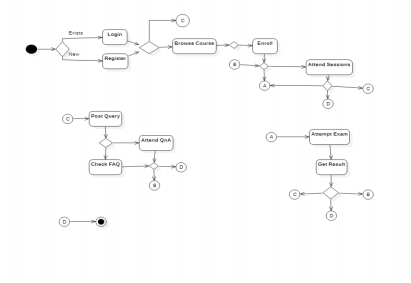 Exists
Login
C
New
Register
Browse Course
Enroll
B
Attend Sessions
A
C
D
C
Post Query
Attend QnA
Check FAQ
D
B
A
Attempt Exam
Get Result
C
B
D
D